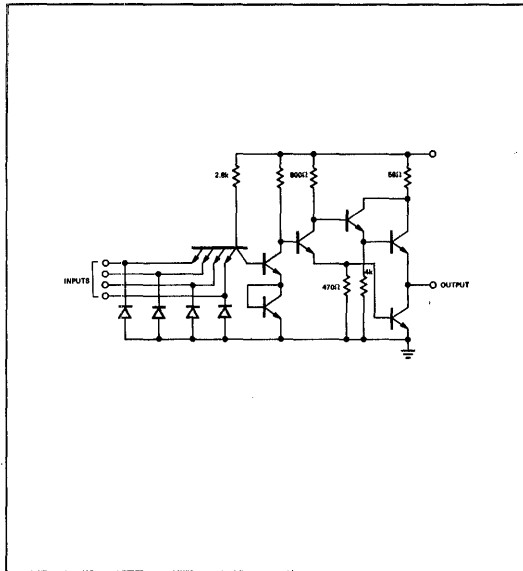 2.8k
800Ω
58Ω
INPUTS
470Ω
4k
OUTPUT